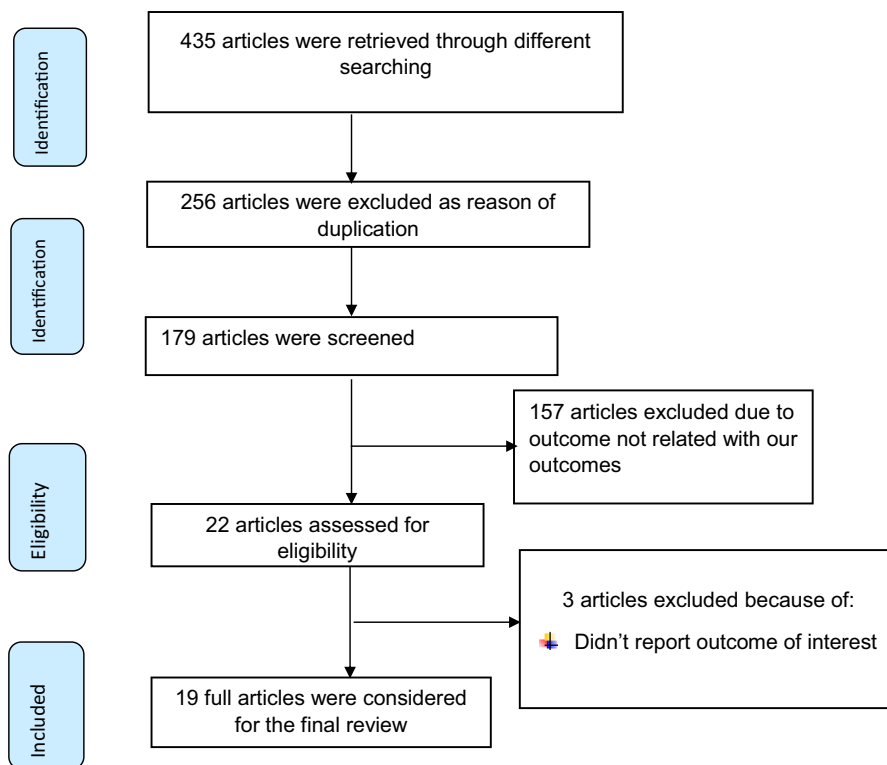 435 articles were retrieved through different
searching
Identification
256 articles were excluded as reason of
duplication
Identification
179 articles were screened
157 articles excluded due to
outcome not related with our
outcomes
Eligibility
22 articles assessed for
eligibility
3 articles excluded because of:
Didn’t report outcome of interest
Included
19 full articles were considered
for the final review